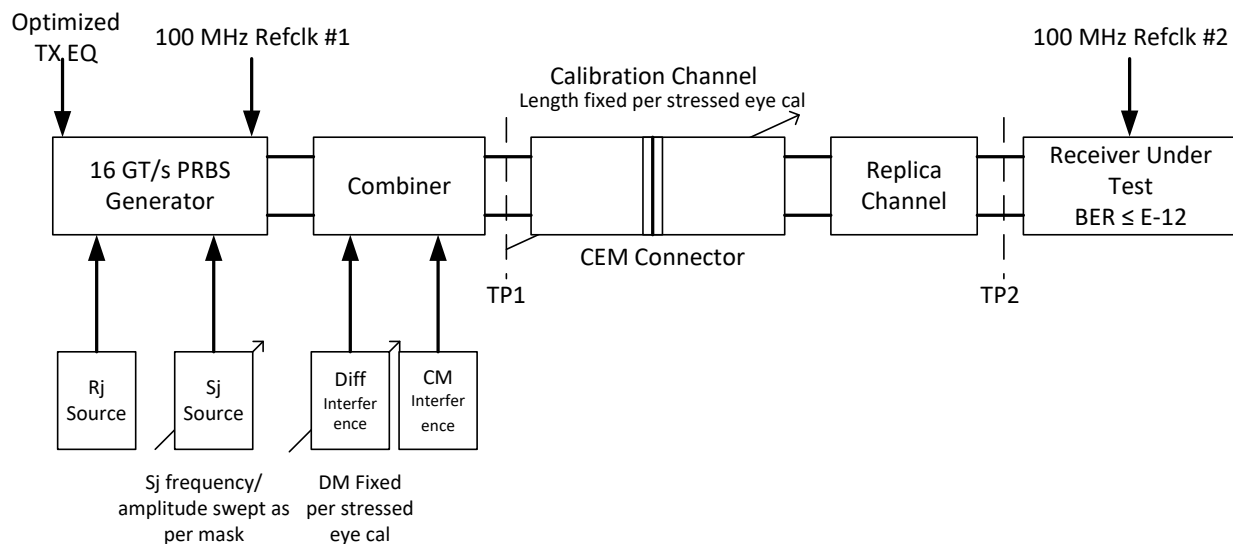 Optimized
TX EQ
100 MHz Refclk #1
100 MHz Refclk #2
Calibration Channel
Length fixed per stressed eye cal
16 GT/s PRBS
Generator
Combiner
Replica
Channel
Receiver Under
Test
BER ≤ E-12
CEM Connector
TP1
TP2
Rj
Source
Sj
Source
Diff
Interfer
ence
CM
Interfer
ence
Sj frequency/
amplitude swept as
per mask
DM Fixed
per stressed
eye cal